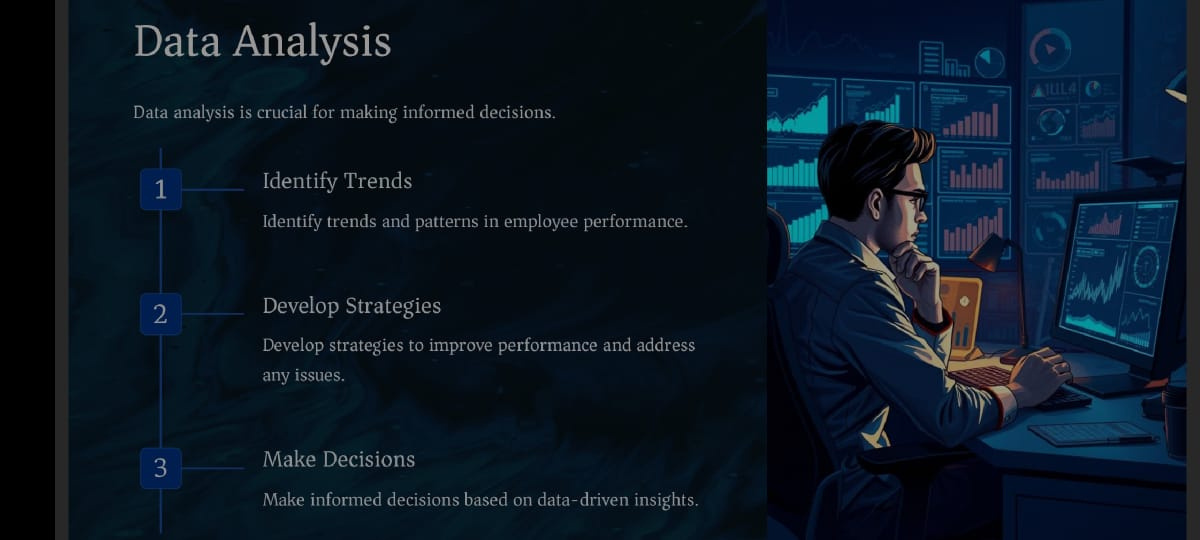 Data Analysis
Data analysis is crucial for making informed decisions.
1
Identify Trends
Identify trends and patterns in employee performance.
2
Develop Strategies
Develop strategies to improve performance and address
any issues.
3
Make Decisions
Make informed decisions based on data-driven insights.